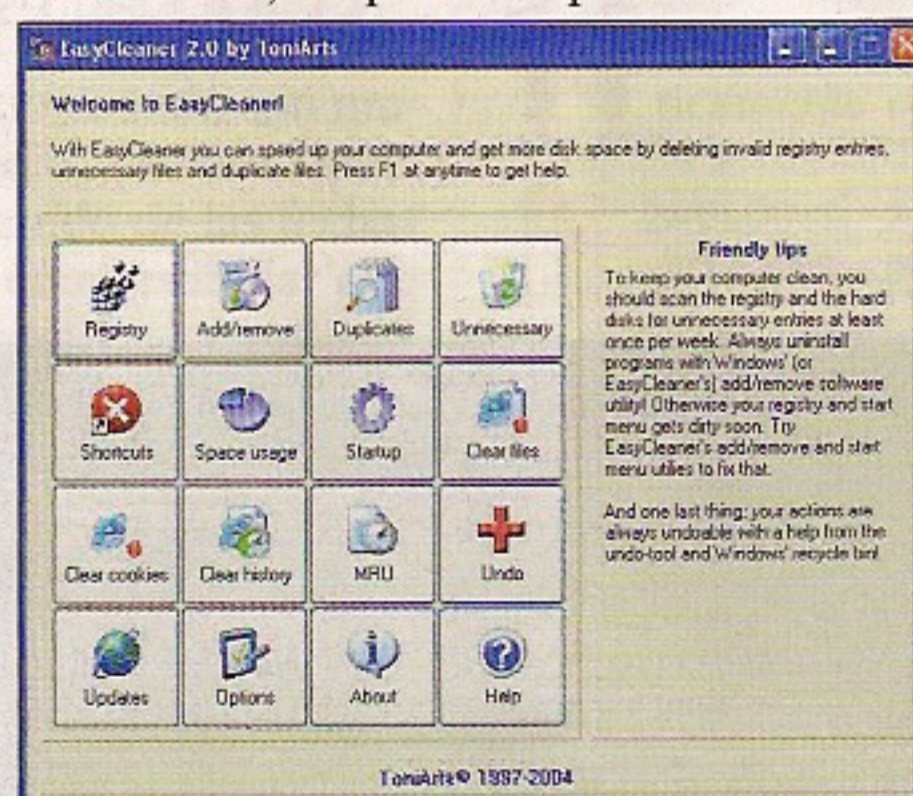 EasyCleaner 2.0 by ToniArts
Welcome to EasyCleaner!
With EasyCleaner you can speed up your computer and get more disk space by deleting invalid registry entries,
unnecessary files and duplicate files. Press F1 at anytime to get help.
Registry
Add/remove
Duplicates
Unnecessary
Shortcuts
Space usage
Startup
Clear files
Clear cookies
Clear history
MRU
Undo
Updates
Options
About
Help
Friendly tips
To keep your computer clean, you
should scan the registry and the hard
disks for unnecessary entries at least
once per week. Always uninstall
programs with Windows' (or
EasyCleaner's) add/remove software
utility! Otherwise your registry and start
menu gets dirty soon. Try
EasyCleaner's add/remove and start
menu utilies to fix that.
And one last thing: your actions are
always undoable with a help from the
undo-tool and Windows' recycle bin!
ToniArts© 1997-2004